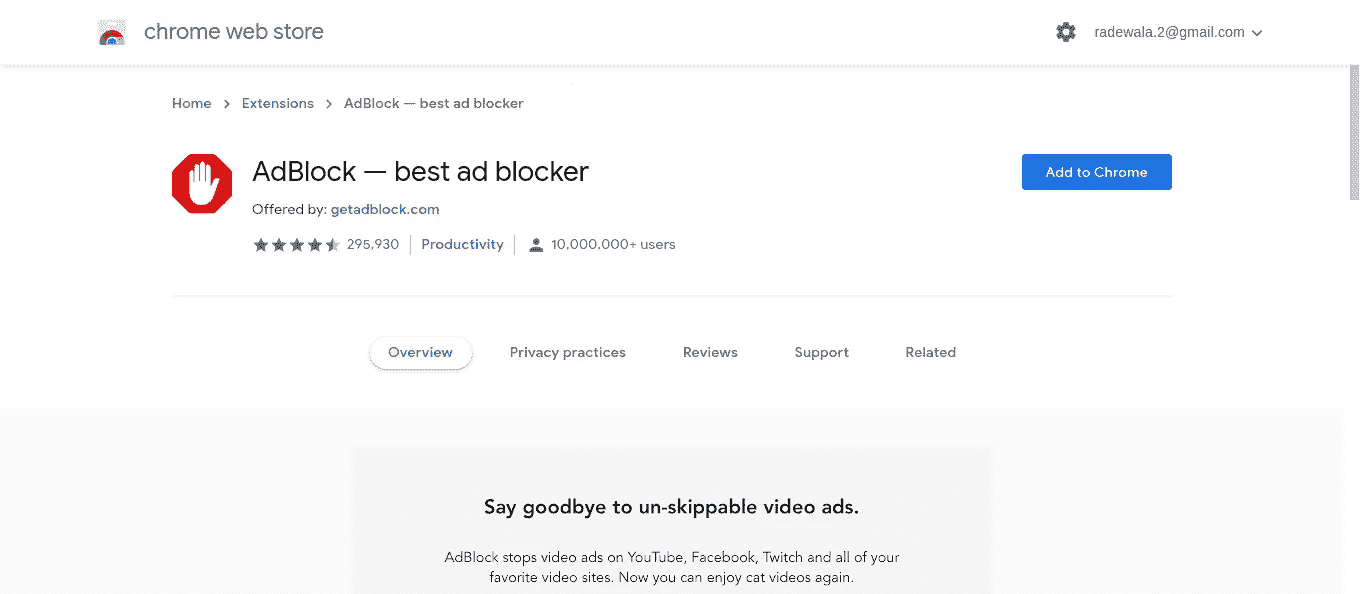 chrome web store
radewala.2@gmail.com
Home > Extensions > AdBlock — best ad blocker
AdBlock — best ad blocker
Add to Chrome
Offered by: getadblock.com
295,930 Productivity 10,000,000+ users
Overview Privacy practices Reviews Support Related
Say goodbye to un-skippable video ads.
AdBlock stops video ads on YouTube, Facebook, Twitch and all of your
favorite video sites. Now you can enjoy cat videos again.